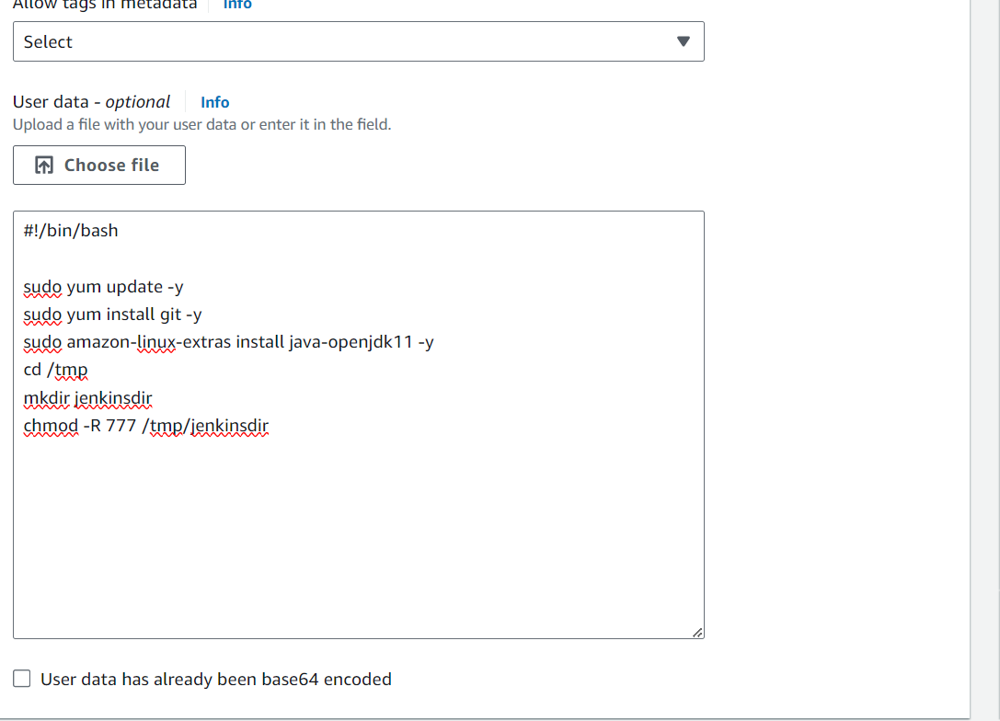 Allow tags in metadata Info
Select
User data - optional Info
Upload a file with your user data or enter it in the field.
Choose file
#!/bin/bash
sudo yum update -y
sudo yum install git -y
sudo amazon-linux-extras install java-openjdk11 -y
cd /tmp
mkdir jenkinsdir
chmod -R 777 /tmp/jenkinsdir
User data has already been base64 encoded